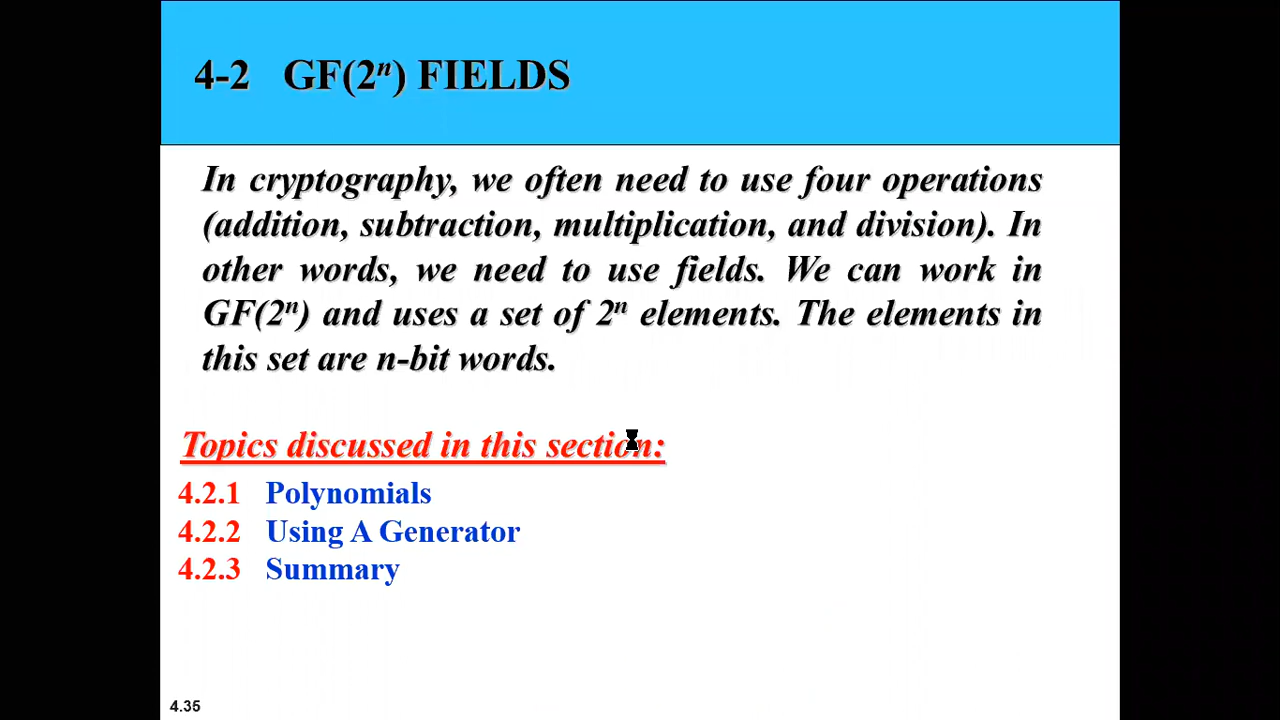 4-2 GF(2ⁿ) FIELDS
In cryptography, we often need to use four operations
(addition, subtraction, multiplication, and division). In
other words, we need to use fields. We can work in
GF(2ⁿ) and uses a set of 2ⁿ elements. The elements in
this set are n-bit words.
Topics discussed in this section:
4.2.1 Polynomials
4.2.2 Using A Generator
4.2.3 Summary
4.35